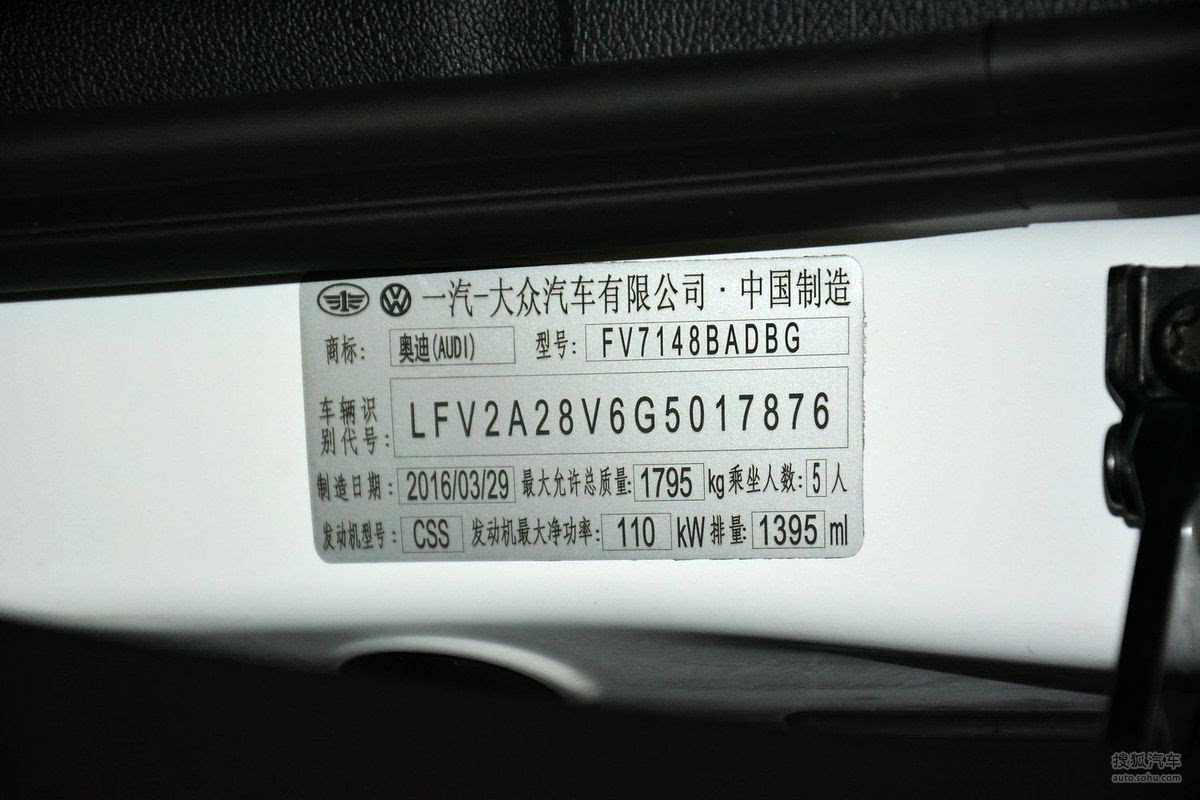 一汽-大众汽车有限公司·中国制造
商标: 奥迪(AUDI) 型号: FV7148BADBG
车辆识别代号: LFV2A28V6G5017876
制造日期: 2016/03/29 最大允许总质量: 1795 kg 乘坐人数: 5 人
发动机型号: CSS 发动机最大净功率: 110 kW 排量: 1395 ml
搜狐汽车
auto.sohu.com